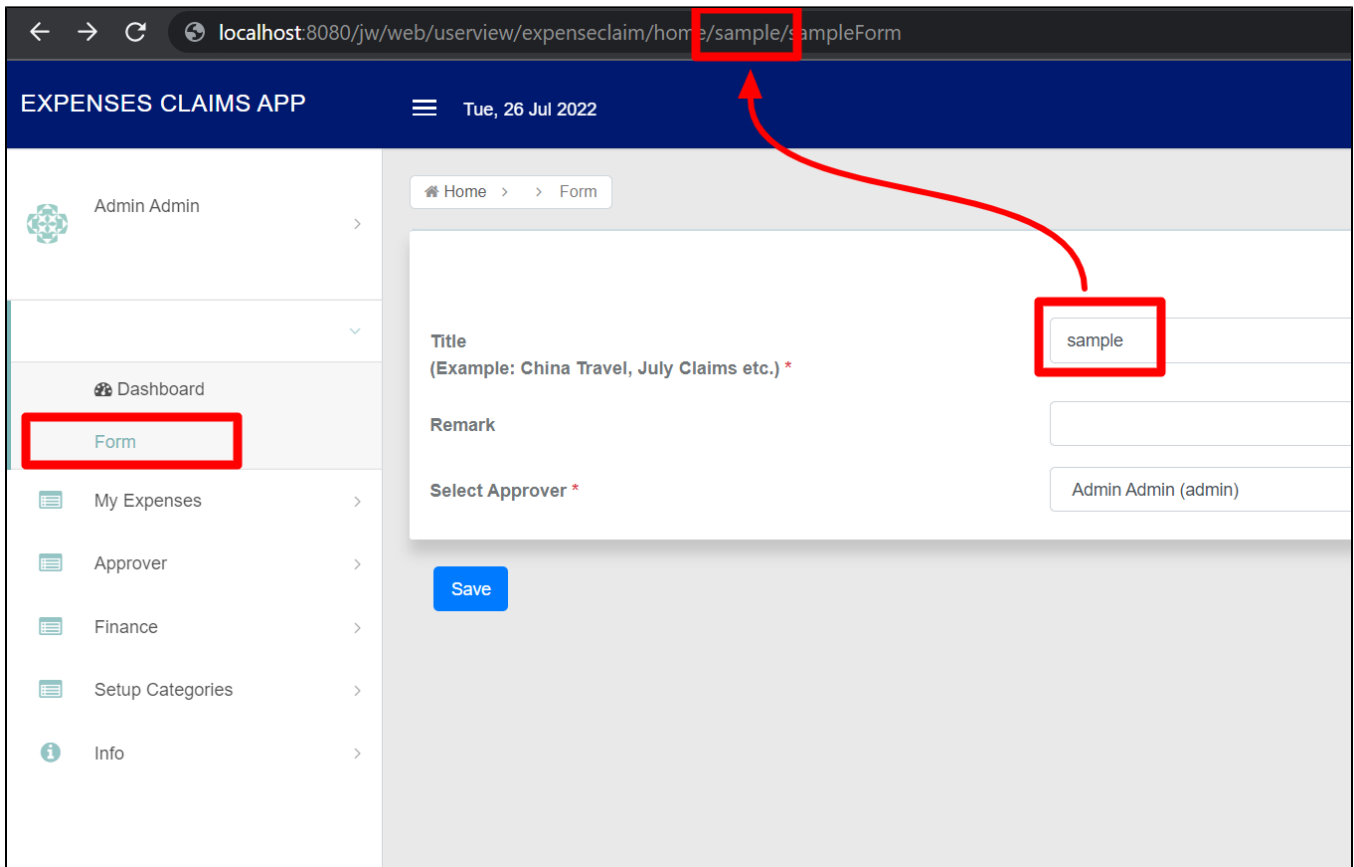 localhost:8080/jw/web/userview/expenseclaim/home/sample/sampleForm
EXPENSES CLAIMS APP
Tue, 26 Jul 2022
Admin Admin
Home > > Form
Dashboard
Form
My Expenses
Approver
Finance
Setup Categories
Info
Title
(Example: China Travel, July Claims etc.) *
sample
Remark
Select Approver *
Admin Admin (admin)
Save